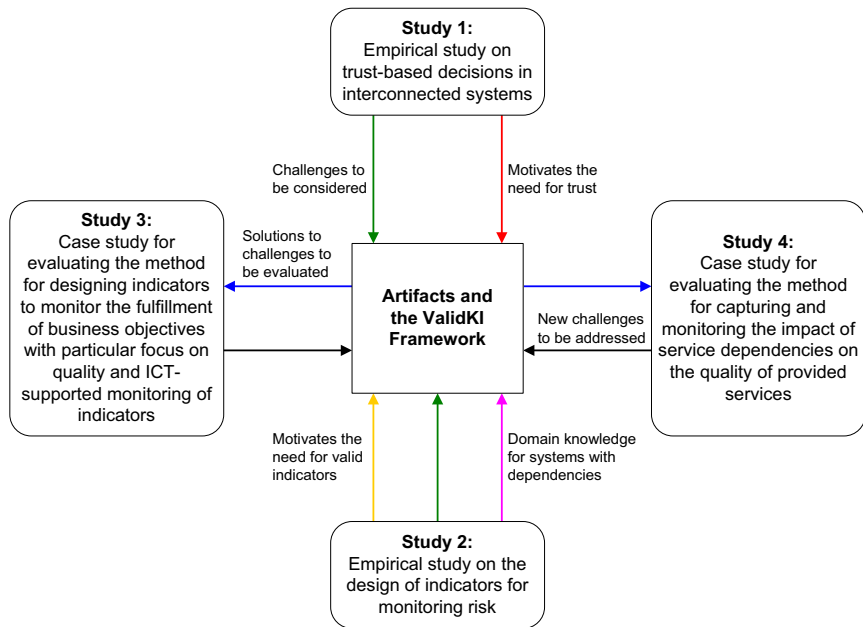 Study 1:
Empirical study on
trust-based decisions in
interconnected systems
Challenges to
be considered
Motivates the
need for trust
Study 3:
Case study for
evaluating the method
for designing indicators
to monitor the fulfillment
of business objectives
with particular focus on
quality and ICT-
supported monitoring of
indicators
Solutions to
challenges to
be evaluated
Artifacts and
the ValidKI
Framework
New challenges
to be addressed
Study 4:
Case study for
evaluating the method
for capturing and
monitoring the impact of
service dependencies on
the quality of provided
services
Motivates the
need for valid
indicators
Domain knowledge
for systems with
dependencies
Study 2:
Empirical study on the
design of indicators for
monitoring risk